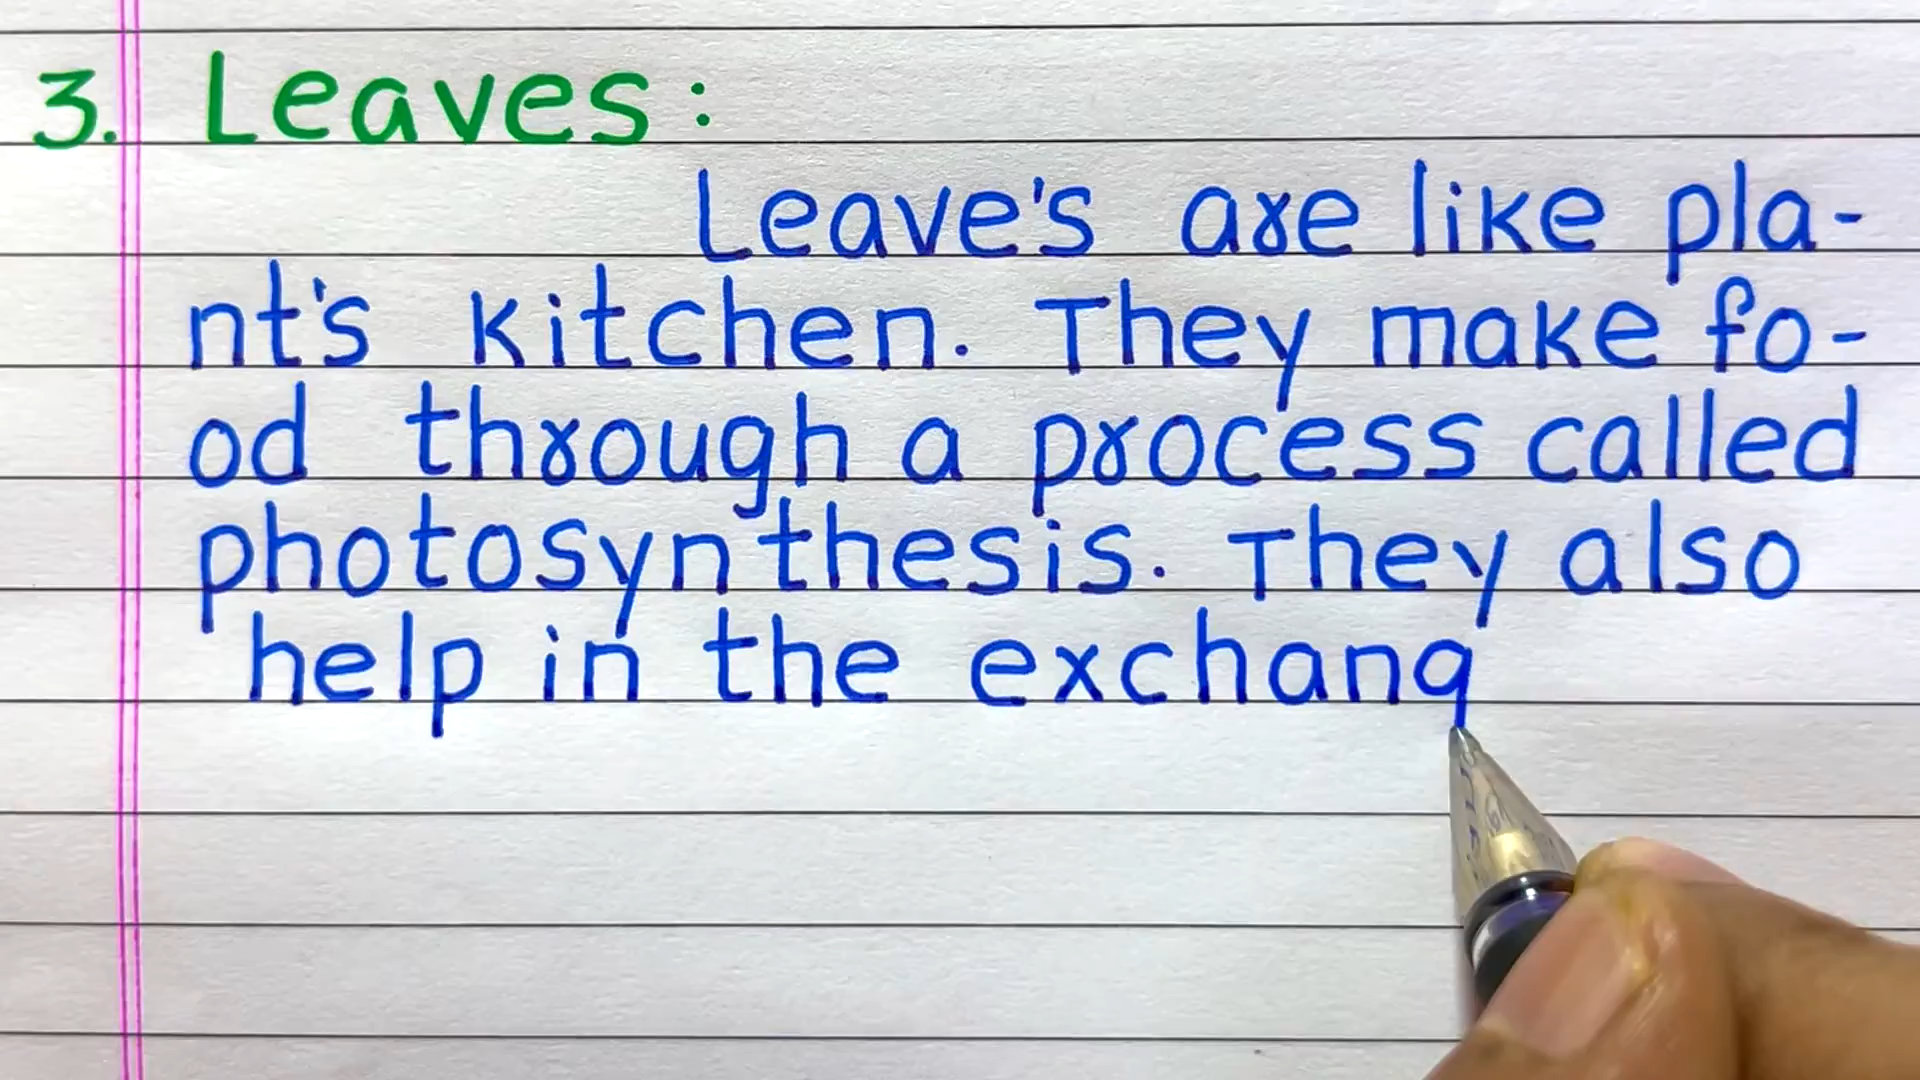 3. Leaves:
Leave's are like pla-
nt's kitchen. They make fo-
od through a process called
photosynthesis. They also
help in the exchang